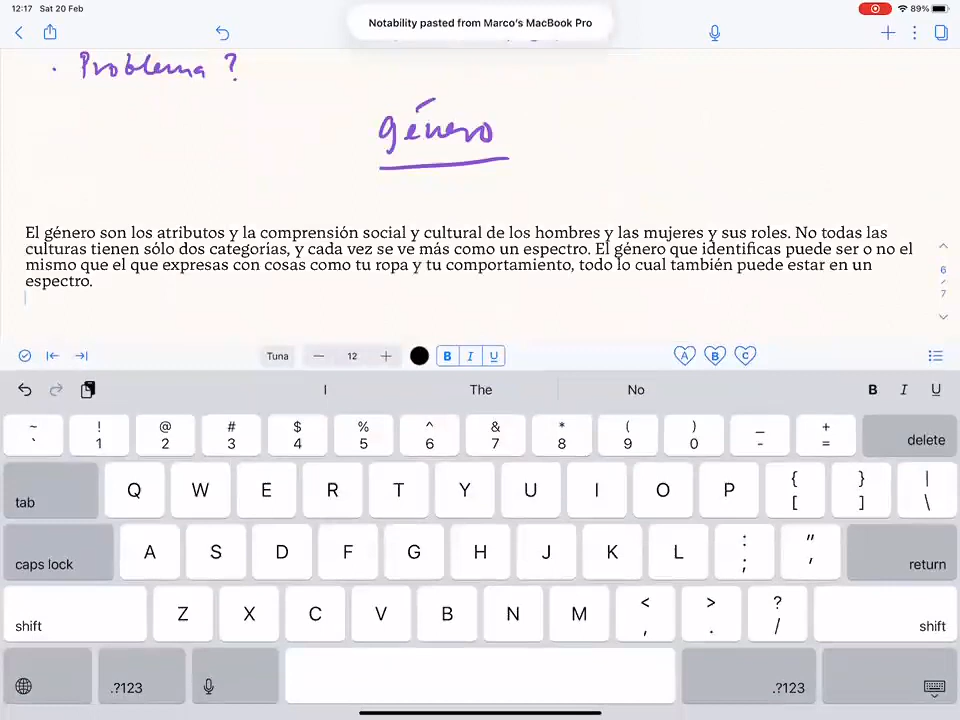 12:17 Sat 20 Feb
89%
Notability pasted from Marco's MacBook Pro
· Problema ?
género
El género son los atributos y la comprensión social y cultural de los hombres y las mujeres y sus roles. No todas las
culturas tienen sólo dos categorías, y cada vez se ve más como un espectro. El género que identificas puede ser o no el
mismo que el que expresas con cosas como tu ropa y tu comportamiento, todo lo cual también puede estar en un
espectro.
6
/
7
Tuna − 12 + B I U A B C
I The No B I U
~ ! @ # $ % ^ & * ( ) _ +
` 1 2 3 4 5 6 7 8 9 0 - = delete
tab Q W E R T Y U I O P { [ } ] | \
caps lock A S D F G H J K L : ; " ' return
shift Z X C V B N M < , > . ? / shift
.?123 .?123